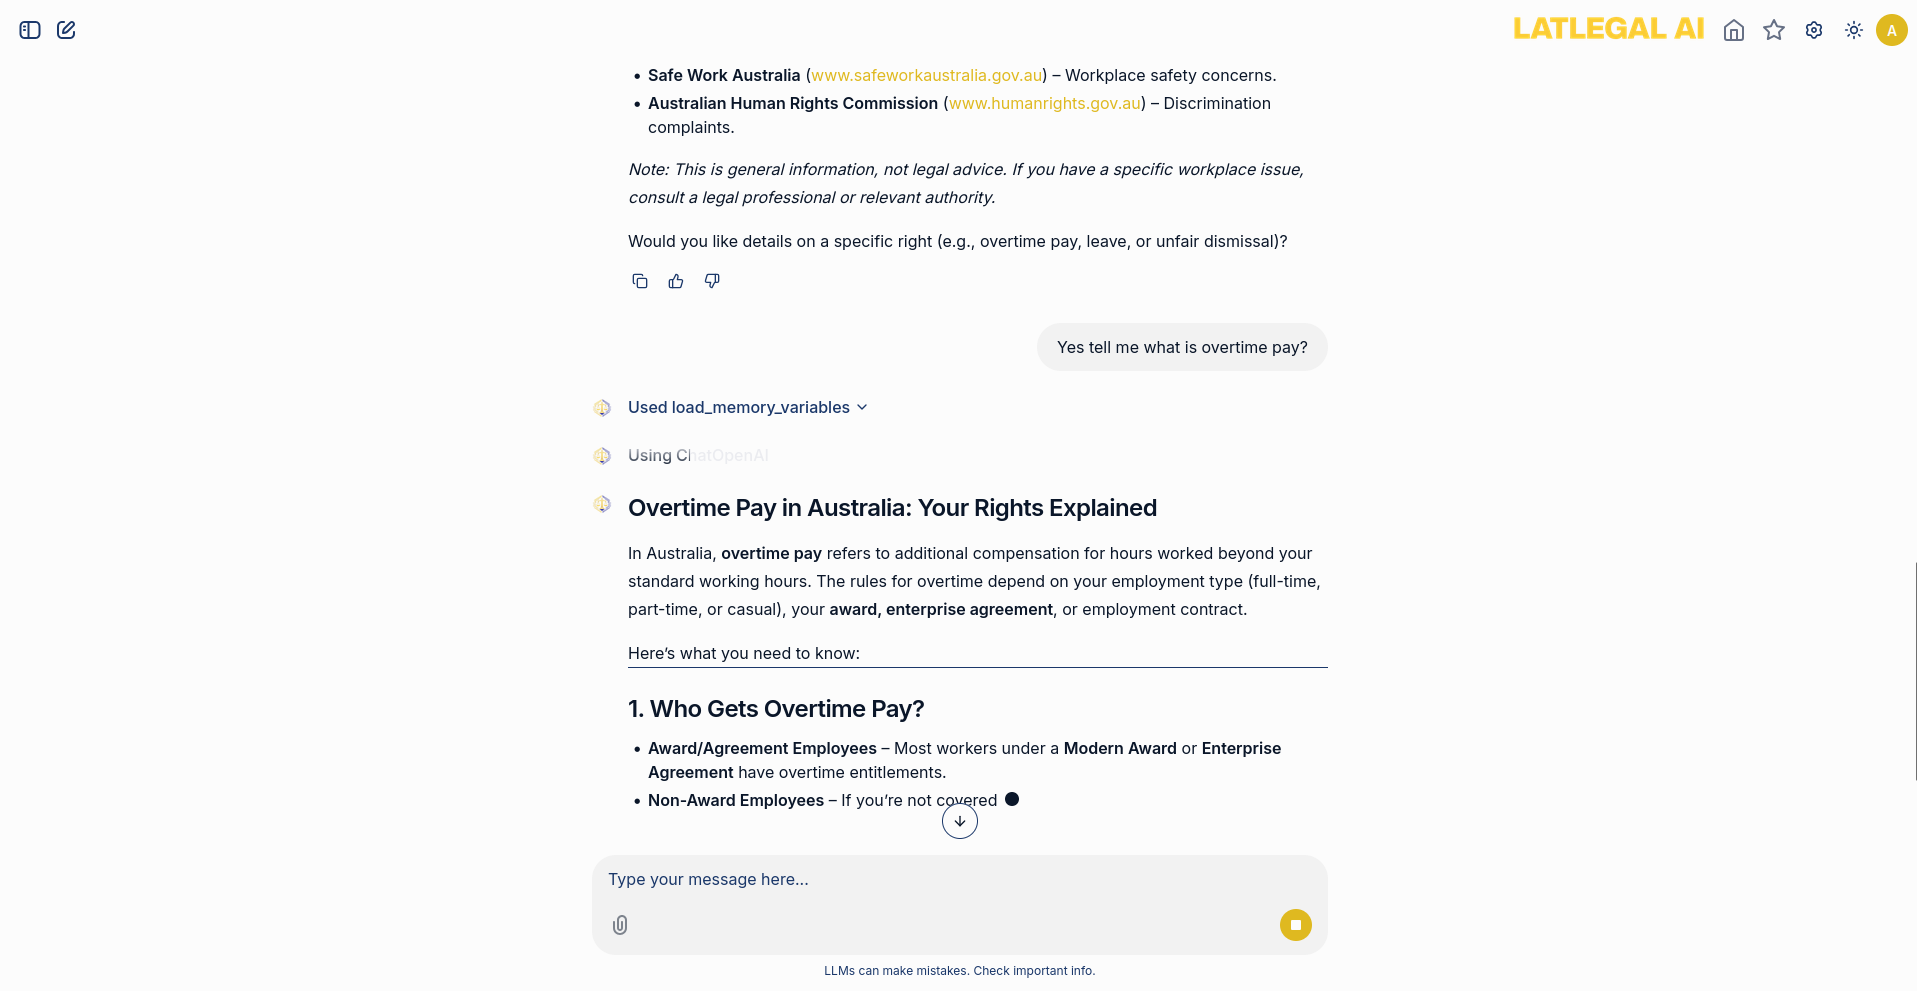 LATLEGAL AI
A
• Safe Work Australia (www.safeworkaustralia.gov.au) – Workplace safety concerns.
• Australian Human Rights Commission (www.humanrights.gov.au) – Discrimination
complaints.
Note: This is general information, not legal advice. If you have a specific workplace issue,
consult a legal professional or relevant authority.
Would you like details on a specific right (e.g., overtime pay, leave, or unfair dismissal)?
Yes tell me what is overtime pay?
Used load_memory_variables
Using ChatOpenAI
Overtime Pay in Australia: Your Rights Explained
In Australia, overtime pay refers to additional compensation for hours worked beyond your
standard working hours. The rules for overtime depend on your employment type (full-time,
part-time, or casual), your award, enterprise agreement, or employment contract.
Here’s what you need to know:
1. Who Gets Overtime Pay?
• Award/Agreement Employees – Most workers under a Modern Award or Enterprise
Agreement have overtime entitlements.
• Non-Award Employees – If you’re not covered
Type your message here...
LLMs can make mistakes. Check important info.